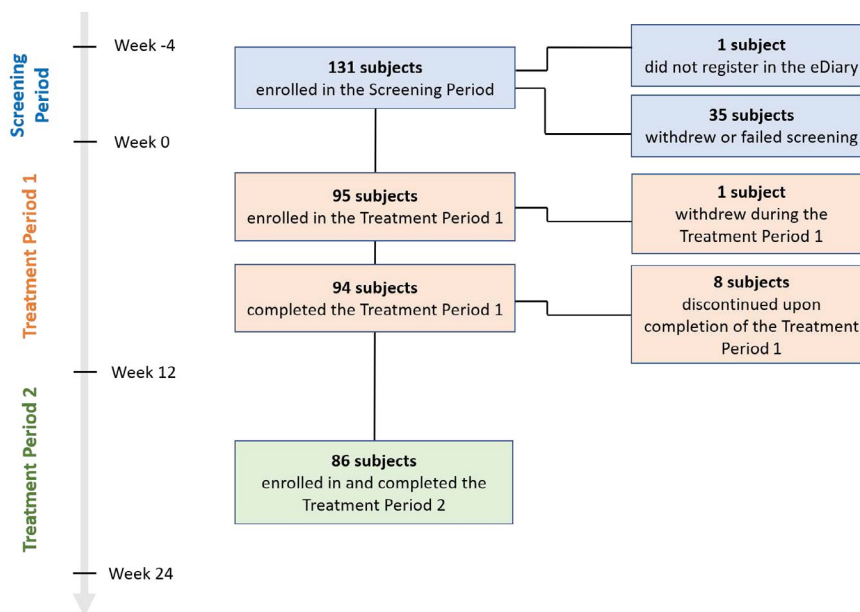 Screening
Period
Week -4
131 subjects
enrolled in the Screening Period
1 subject
did not register in the eDiary
35 subjects
withdrew or failed screening
Week 0
Treatment Period 1
95 subjects
enrolled in the Treatment Period 1
1 subject
withdrew during the
Treatment Period 1
94 subjects
completed the Treatment Period 1
8 subjects
discontinued upon
completion of the Treatment
Period 1
Week 12
Treatment Period 2
86 subjects
enrolled in and completed the
Treatment Period 2
Week 24